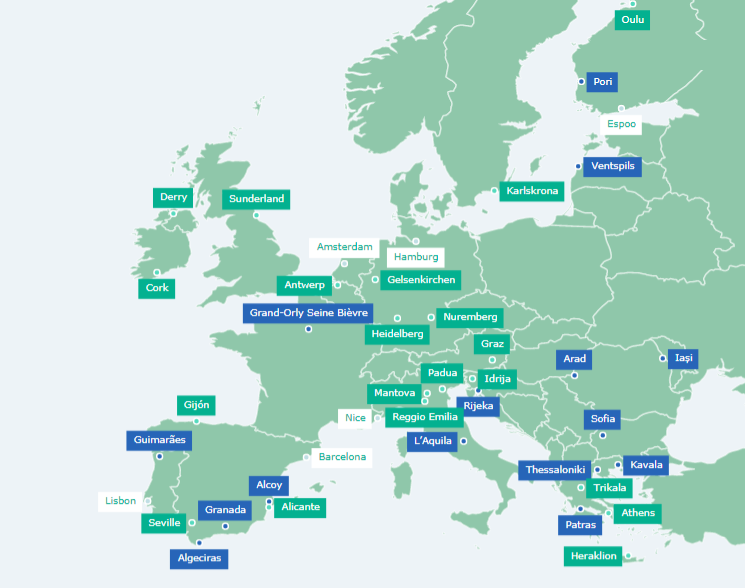 Oulu
Pori
Espoo
Ventspils
Karlskrona
Derry
Sunderland
Amsterdam
Hamburg
Cork
Antwerp
Gelsenkirchen
Grand-Orly Seine Bièvre
Nuremberg
Heidelberg
Graz
Arad
Iași
Padua
Idrija
Mantova
Rijeka
Gijón
Nice
Reggio Emilia
Sofia
Guimarães
L'Aquila
Barcelona
Thessaloniki
Kavala
Alcoy
Trikala
Lisbon
Granada
Alicante
Athens
Seville
Patras
Algeciras
Heraklion